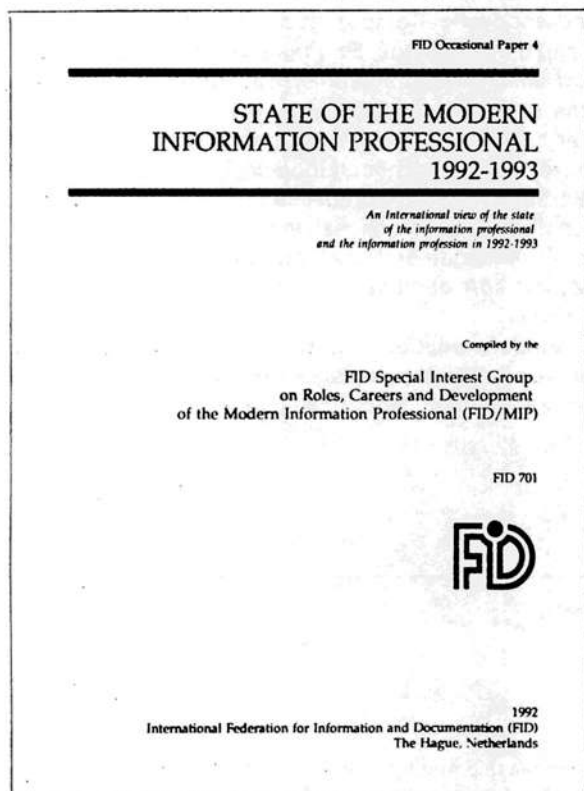 FID Occasional Paper 4
STATE OF THE MODERN
INFORMATION PROFESSIONAL
1992-1993
An International view of the state
of the information professional
and the information profession in 1992-1993
Compiled by the
FID Special Interest Group
on Roles, Careers and Development
of the Modern Information Professional (FID/MIP)
FID 701
FID
1992
International Federation for Information and Documentation (FID)
The Hague, Netherlands